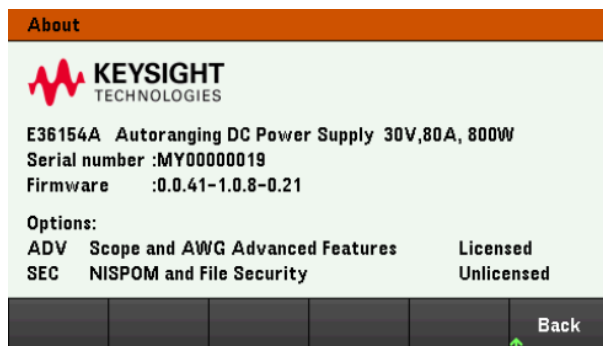 About
KEYSIGHT
TECHNOLOGIES
E36154A Autoranging DC Power Supply 30V,80A, 800W
Serial number :MY00000019
Firmware :0.0.41-1.0.8-0.21
Options:
ADV Scope and AWG Advanced Features Licensed
SEC NISPOM and File Security Unlicensed
Back